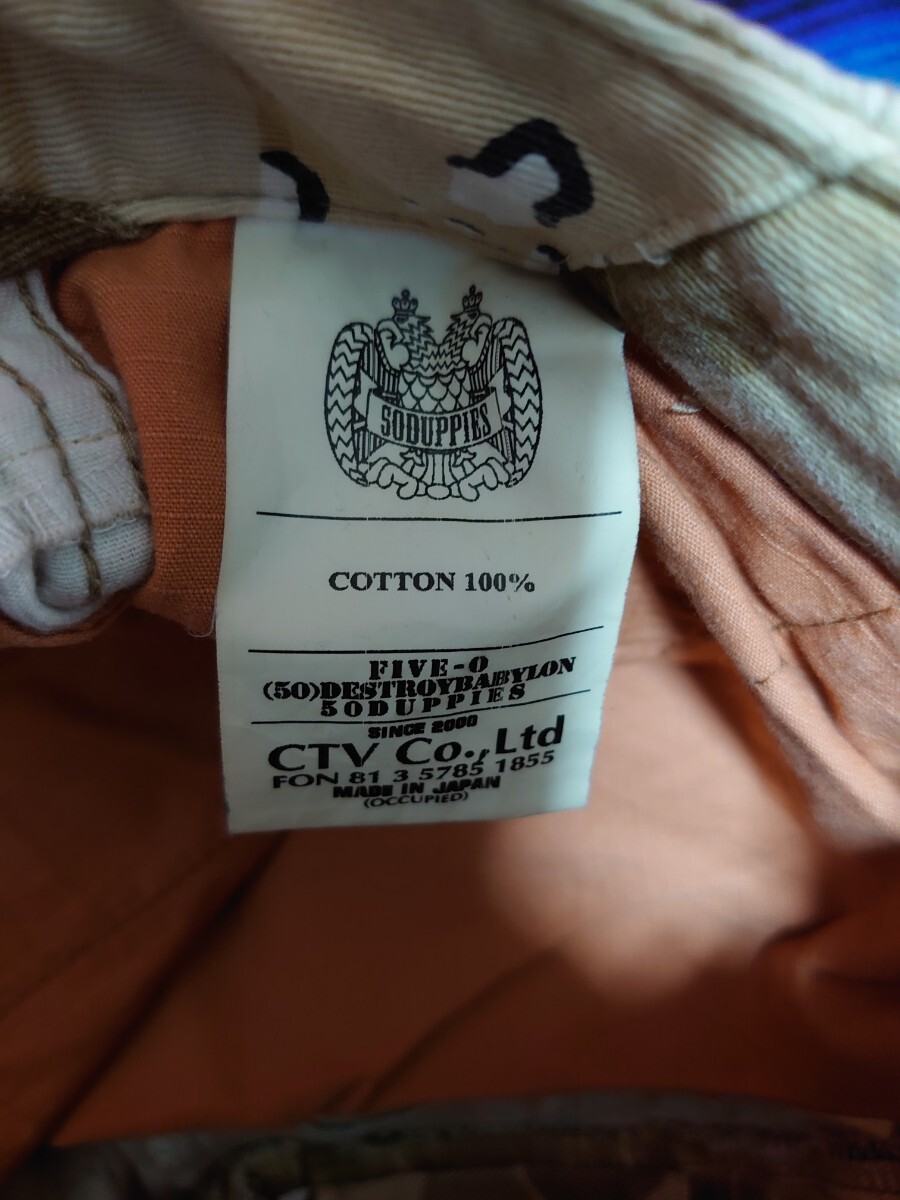 50DUPPIES
COTTON 100%
FIVE-O
(50)DESTROYBABYLON
50DUPPIES
SINCE 2000
CTV Co.,Ltd
FON 81 3 5785 1855
MADE IN JAPAN
(OCCUPIED)